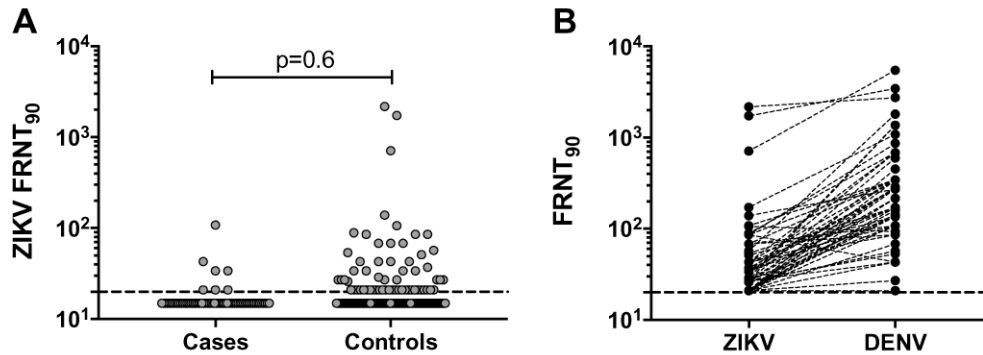 A
ZIKV FRNT90
10^4
10^3
10^2
10^1
p=0.6
Cases
Controls
B
FRNT90
10^4
10^3
10^2
10^1
ZIKV
DENV